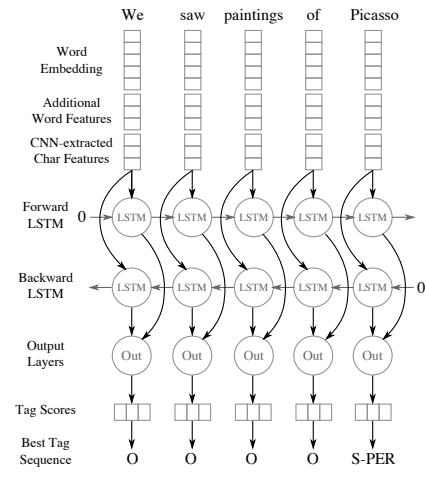 We saw paintings of Picasso
Word
Embedding
Additional
Word Features
CNN-extracted
Char Features
Forward
LSTM
0 LSTM LSTM LSTM LSTM LSTM
Backward
LSTM
LSTM LSTM LSTM LSTM LSTM 0
Output
Layers
Out Out Out Out Out
Tag Scores
Best Tag
Sequence
O O O O S-PER